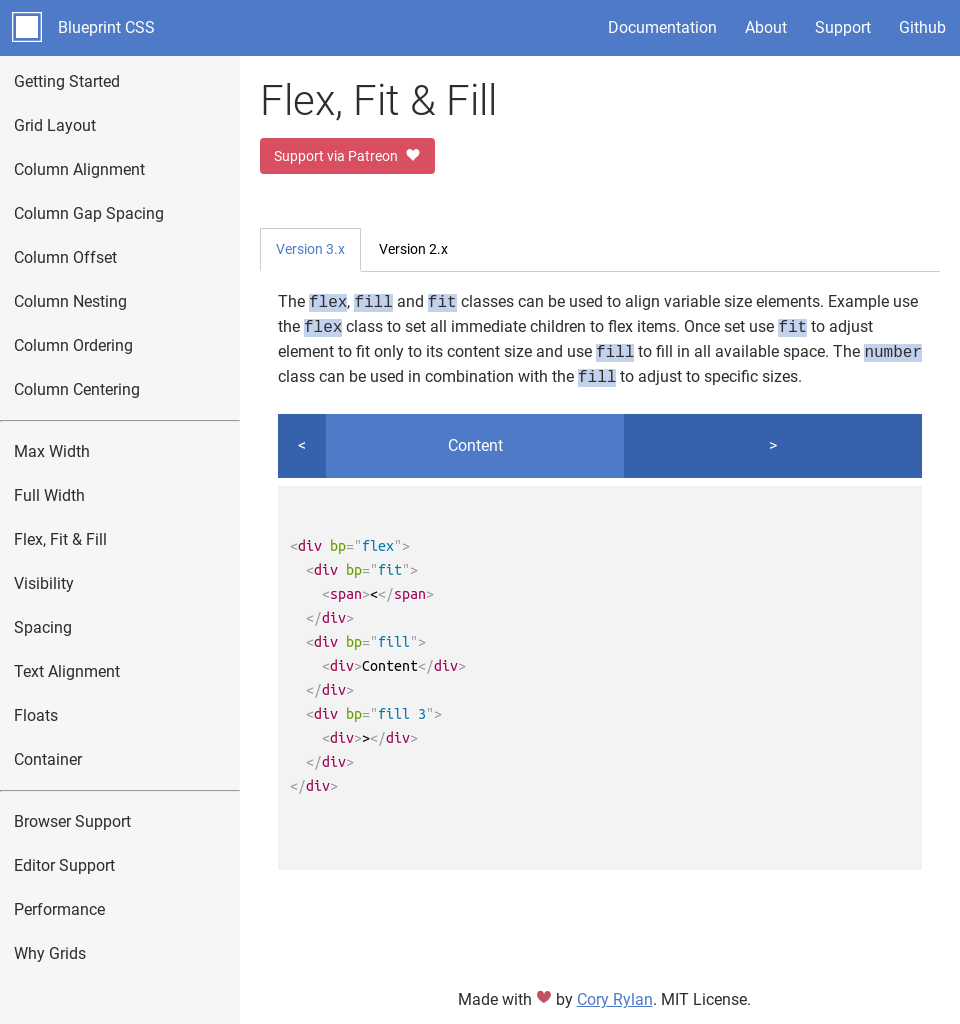 Blueprint CSS
Documentation
About
Support
Github
Getting Started
Grid Layout
Column Alignment
Column Gap Spacing
Column Offset
Column Nesting
Column Ordering
Column Centering
Max Width
Full Width
Flex, Fit & Fill
Visibility
Spacing
Text Alignment
Floats
Container
Browser Support
Editor Support
Performance
Why Grids
Flex, Fit & Fill
Support via Patreon
Version 3.x
Version 2.x
The flex, fill and fit classes can be used to align variable size elements. Example use
the flex class to set all immediate children to flex items. Once set use fit to adjust
element to fit only to its content size and use fill to fill in all available space. The number
class can be used in combination with the fill to adjust to specific sizes.
<
Content
>
<div bp="flex">
  <div bp="fit">
    <span><</span>
  </div>
  <div bp="fill">
    <div>Content</div>
  </div>
  <div bp="fill 3">
    <div>></div>
  </div>
</div>
Made with ♥ by Cory Rylan. MIT License.